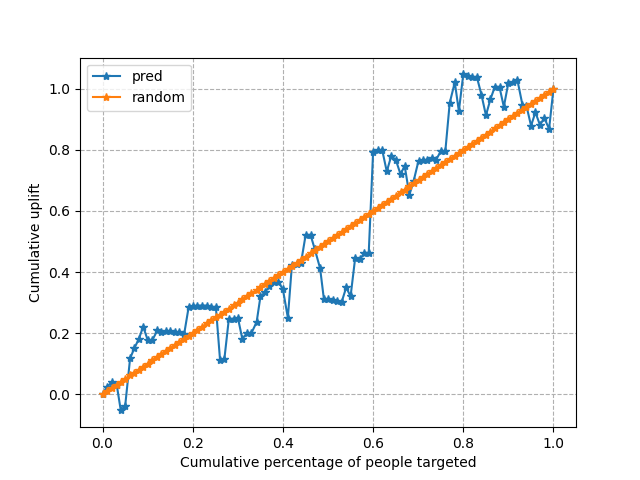 pred
random
Cumulative uplift
1.0
0.8
0.6
0.4
0.2
0.0
0.0 0.2 0.4 0.6 0.8 1.0
Cumulative percentage of people targeted